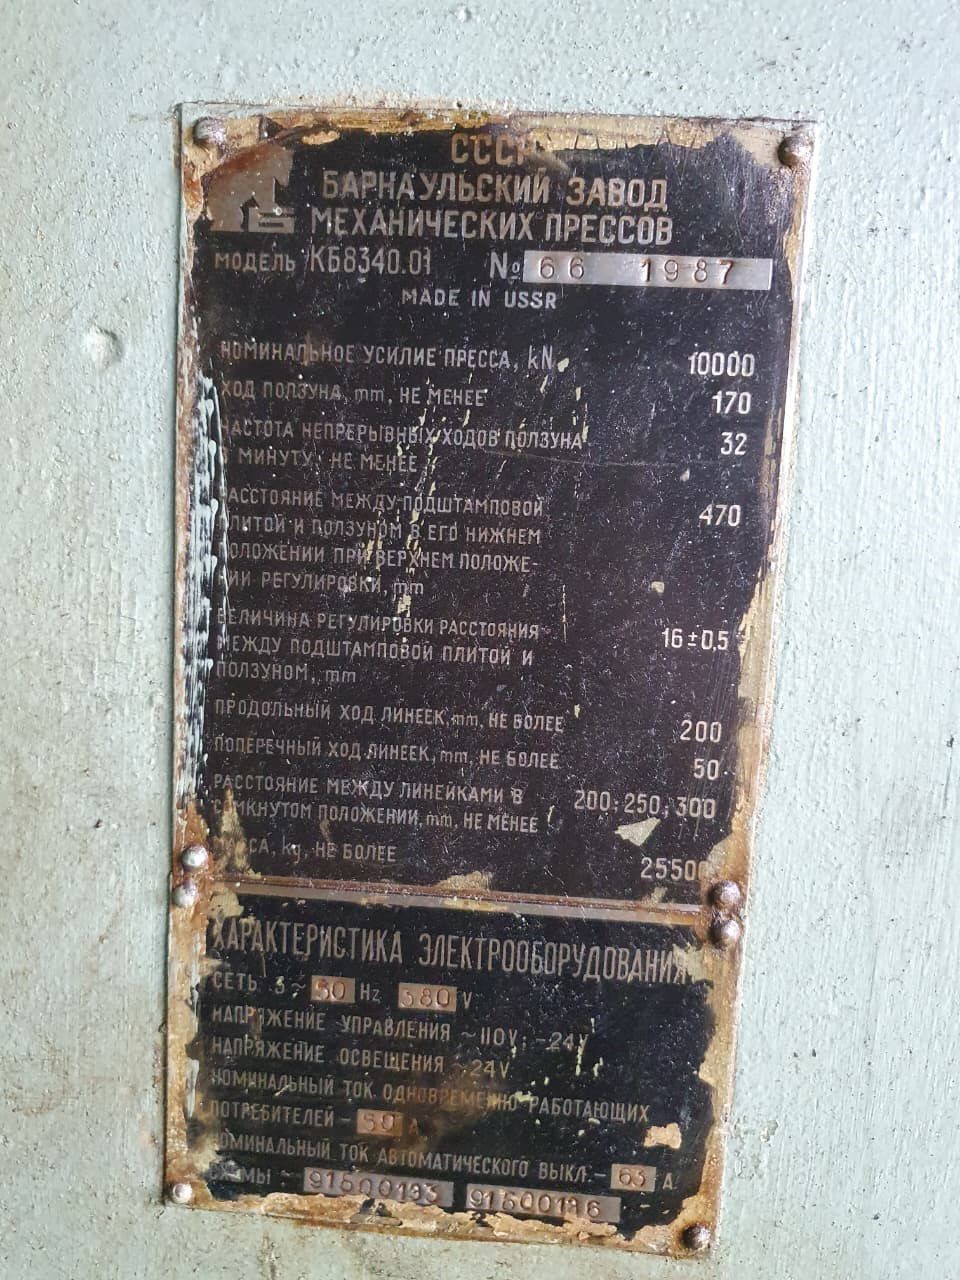 СССР
БАРНАУЛЬСКИЙ ЗАВОД
МЕХАНИЧЕСКИХ ПРЕССОВ
МОДЕЛЬ КБ8340.01 № 66 1987
MADE IN USSR
НОМИНАЛЬНОЕ УСИЛИЕ ПРЕССА, kN 10000
ХОД ПОЛЗУНА, mm, НЕ МЕНЕЕ 170
ЧАСТОТА НЕПРЕРЫВНЫХ ХОДОВ ПОЛЗУНА 32
МИНУТУ, НЕ МЕНЕЕ
РАССТОЯНИЕ МЕЖДУ ПОДШТАМПОВОЙ 470
ПЛИТОЙ И ПОЛЗУНОМ В ЕГО НИЖНЕМ
ПОЛОЖЕНИИ ПРИ ВЕРХНЕМ ПОЛОЖЕ-
НИИ РЕГУЛИРОВКИ, mm
ВЕЛИЧИНА РЕГУЛИРОВКИ РАССТОЯНИЯ 16±0,5
МЕЖДУ ПОДШТАМПОВОЙ ПЛИТОЙ И
ПОЛЗУНОМ, mm
ПРОДОЛЬНЫЙ ХОД ЛИНЕЕК, mm, НЕ БОЛЕЕ 200
ПОПЕРЕЧНЫЙ ХОД ЛИНЕЕК, mm, НЕ БОЛЕЕ 50
РАССТОЯНИЕ МЕЖДУ ЛИНЕЙКАМИ В 200; 250; 300
СОМКНУТОМ ПОЛОЖЕНИИ, mm, НЕ МЕНЕЕ
МАССА, kg, НЕ БОЛЕЕ 25500
ХАРАКТЕРИСТИКА ЭЛЕКТРООБОРУДОВАНИЯ
СЕТЬ 3~ 50 Hz 380 V
НАПРЯЖЕНИЕ УПРАВЛЕНИЯ ~110V; -24V
НАПРЯЖЕНИЕ ОСВЕЩЕНИЯ ~24V
НОМИНАЛЬНЫЙ ТОК ОДНОВРЕМЕННО РАБОТАЮЩИХ
ПОТРЕБИТЕЛЕЙ - 50 A
НОМИНАЛЬНЫЙ ТОК АВТОМАТИЧЕСКОГО ВЫКЛ.- 63 A
СХЕМЫ - 91600193 91600116